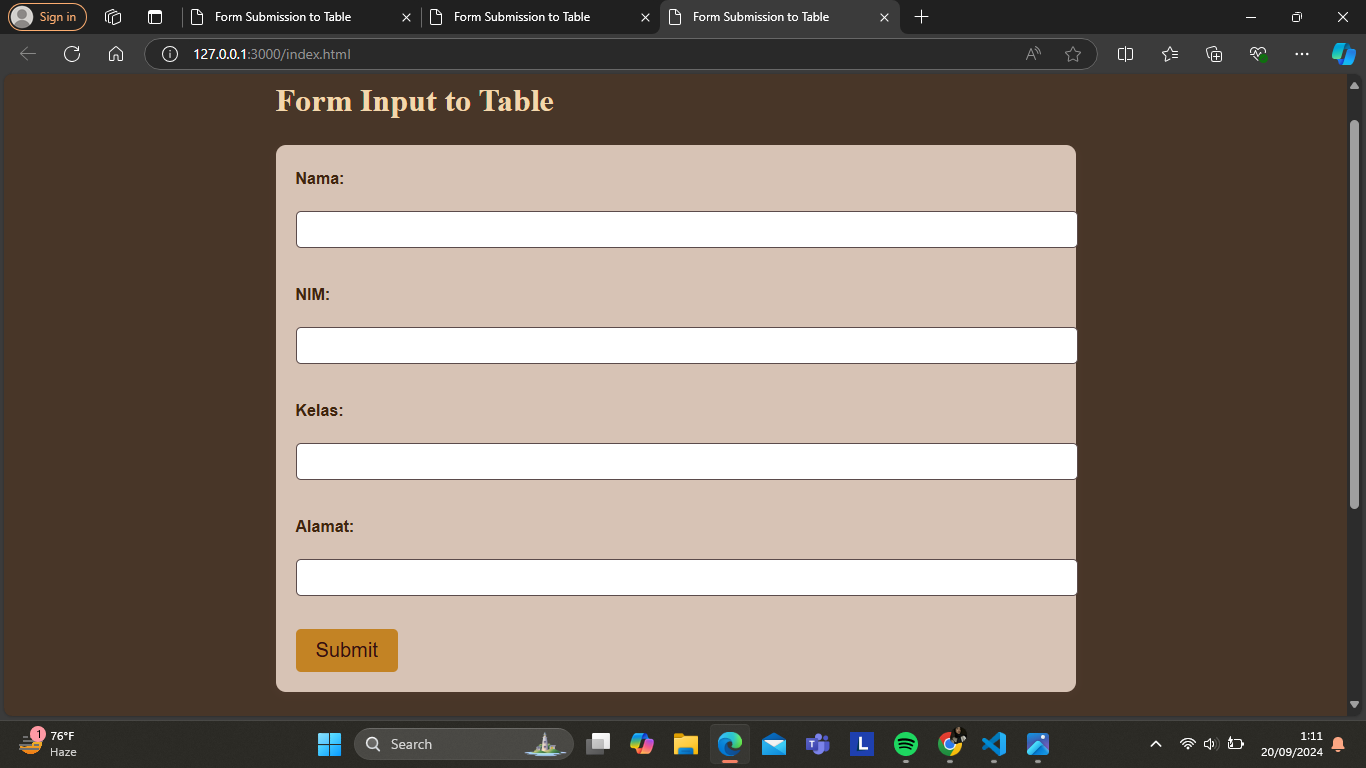 Sign in
Form Submission to Table
Form Submission to Table
Form Submission to Table
127.0.0.1:3000/index.html
Form Input to Table
Nama:
NIM:
Kelas:
Alamat:
Submit
1
76°F
Haze
Search
L
1:11
20/09/2024